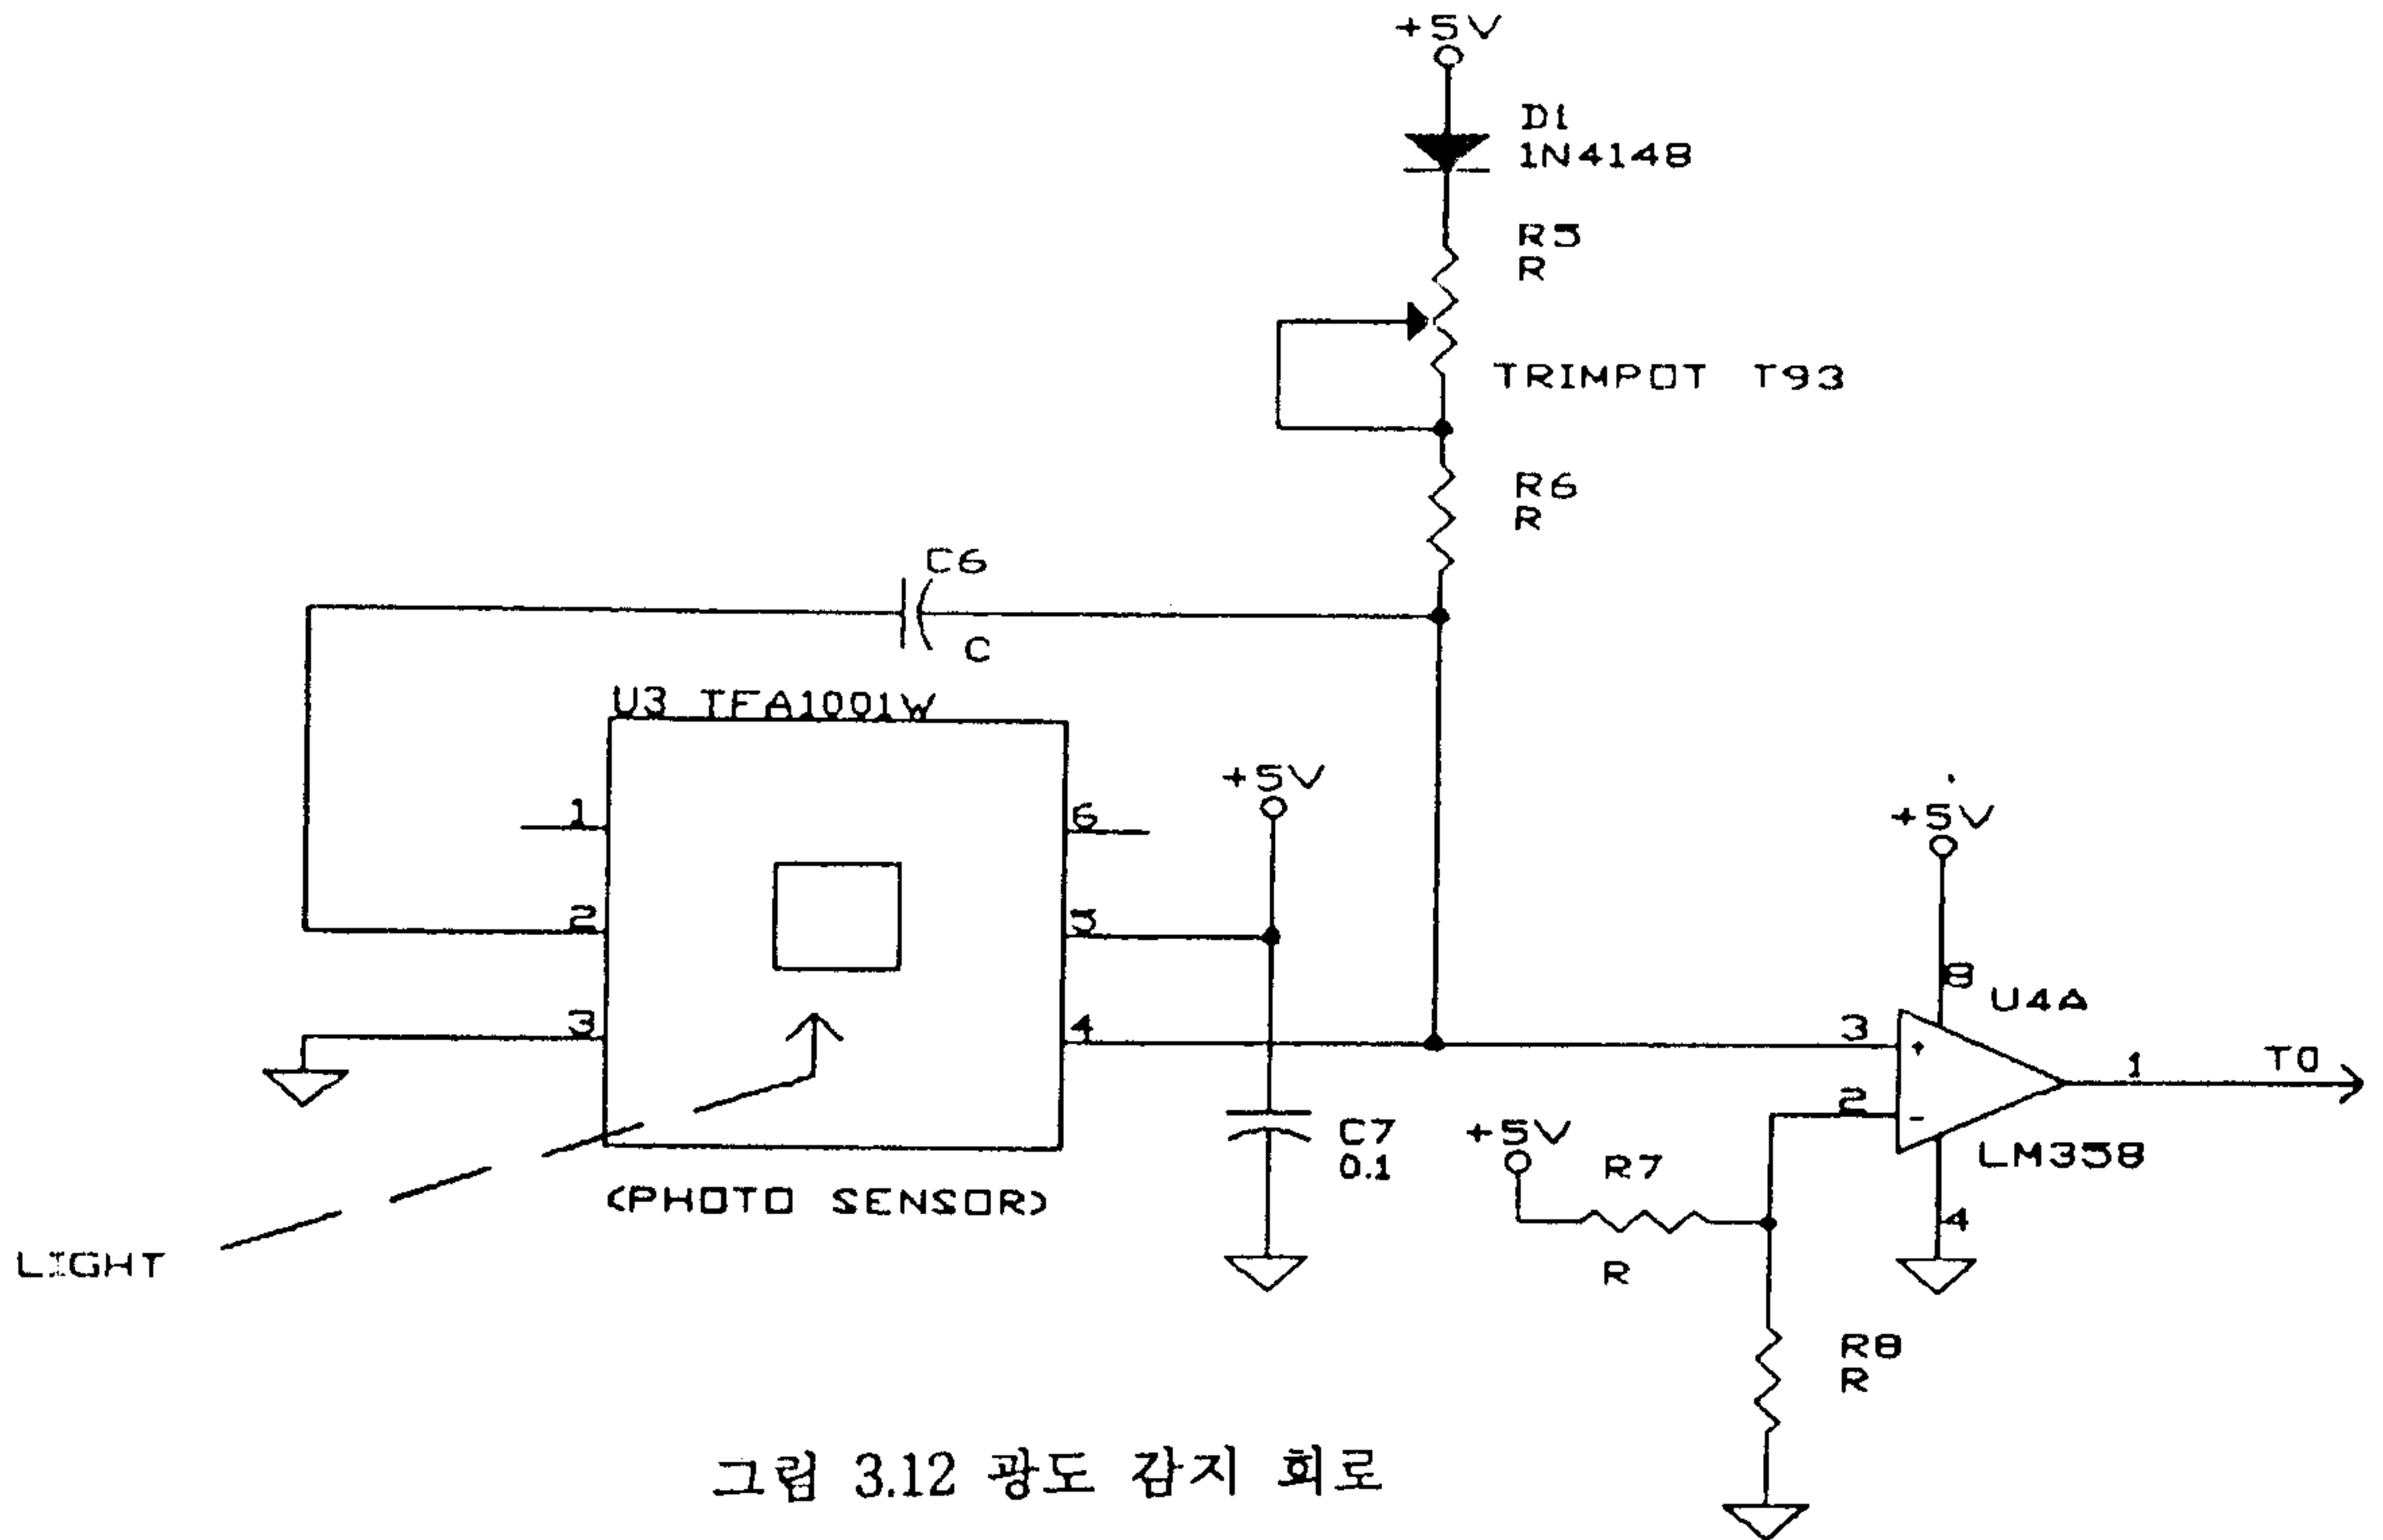 +5V
D1
1N4148
R5
R
TRIMPOT T93
R6
R
C6
C
U3 TFA1001W
1
6
+5V
2
5
+5V
3
4
8
U4A
3
+
1
T0
2
-
LM358
C7
0.1
+5V
R7
R
4
(PHOTO SENSOR)
LIGHT
R8
R
그림 3.12 광도 감지 회로